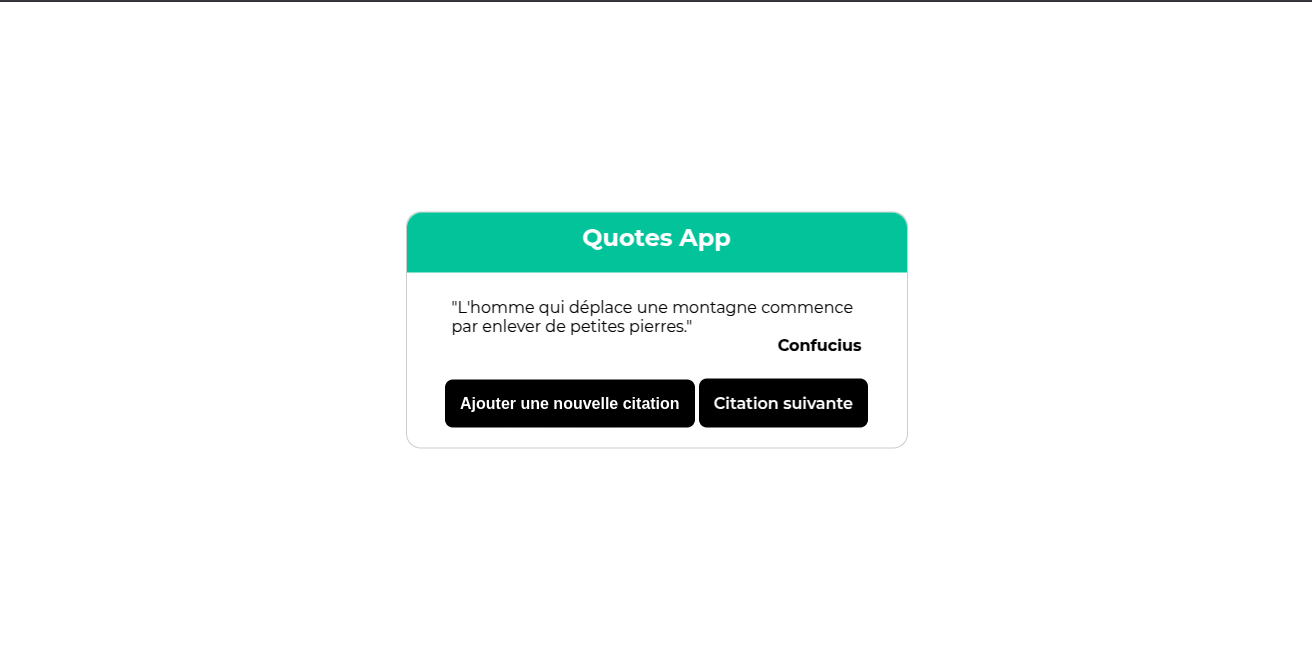 Quotes App
"L'homme qui déplace une montagne commence
par enlever de petites pierres."
Confucius
Ajouter une nouvelle citation
Citation suivante